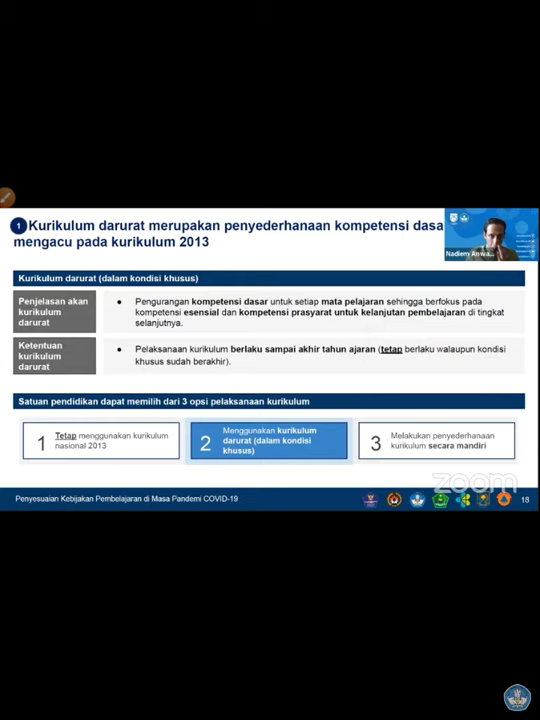 1 Kurikulum darurat merupakan penyederhanaan kompetensi dasa
mengacu pada kurikulum 2013
Nadiem Anwa...
Kurikulum darurat (dalam kondisi khusus)
Penjelasan akan
kurikulum
darurat
● Pengurangan kompetensi dasar untuk setiap mata pelajaran sehingga berfokus pada
kompetensi esensial dan kompetensi prasyarat untuk kelanjutan pembelajaran di tingkat
selanjutnya.
Ketentuan
kurikulum
darurat
● Pelaksanaan kurikulum berlaku sampai akhir tahun ajaran (tetap berlaku walaupun kondisi
khusus sudah berakhir).
Satuan pendidikan dapat memilih dari 3 opsi pelaksanaan kurikulum
1 Tetap menggunakan kurikulum
nasional 2013
2 Menggunakan kurikulum
darurat (dalam kondisi
khusus)
3 Melakukan penyederhanaan
kurikulum secara mandiri
zoom
Penyesuaian Kebijakan Pembelajaran di Masa Pandemi COVID-19
18